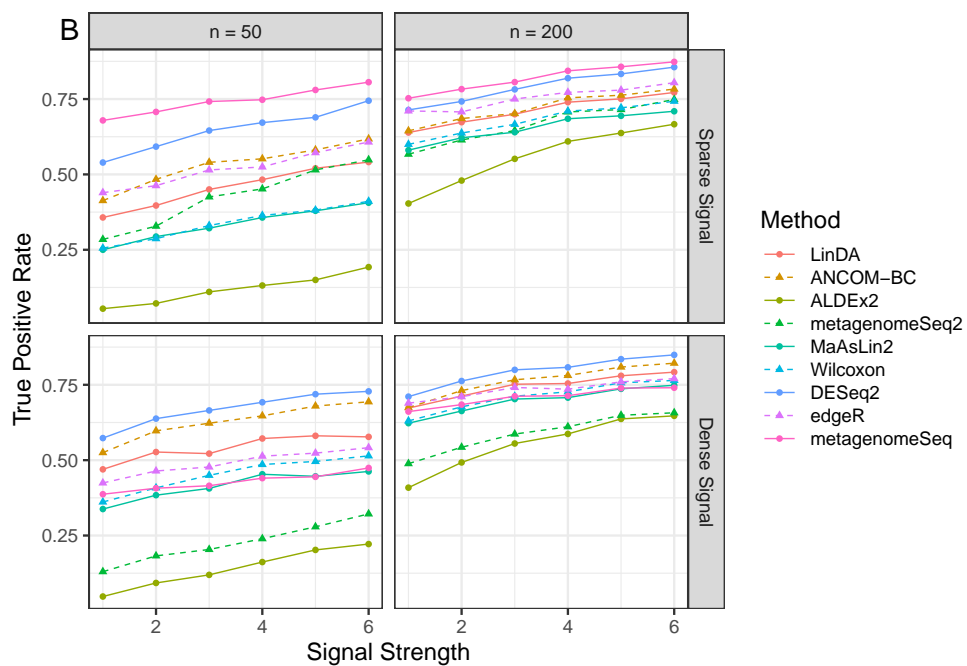 B
n = 50
n = 200
True Positive Rate
0.75
0.50
0.25
Sparse Signal
0.75
0.50
0.25
Dense Signal
2
4
6
2
4
6
Signal Strength
Method
LinDA
ANCOM−BC
ALDEx2
metagenomeSeq2
MaAsLin2
Wilcoxon
DESeq2
edgeR
metagenomeSeq